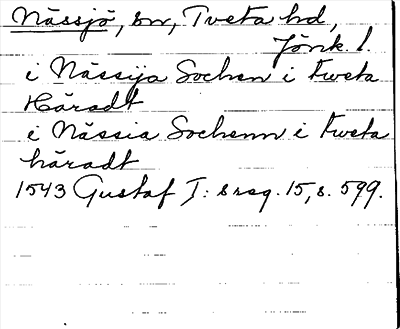 Nässjö, sn, Tveta hd,
Jönk. l.
i Nässija Sochen i Tweta
Häradt
i Nässia Sochenn i Tweta
häradt
1543 Gustaf I: s reg. 15, s. 599.